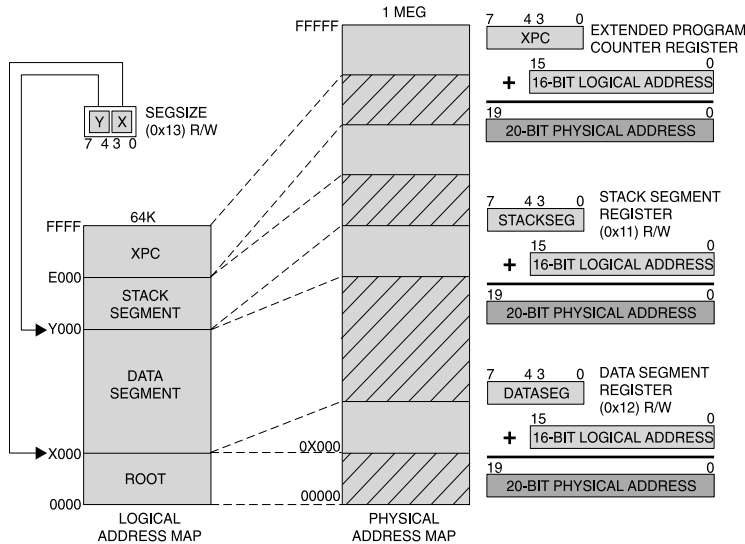 1 MEG
FFFFF
7 4 3 0
XPC
EXTENDED PROGRAM
COUNTER REGISTER
15 0
+ 16-BIT LOGICAL ADDRESS
19 0
20-BIT PHYSICAL ADDRESS
Y X
SEGSIZE
(0x13) R/W
7 4 3 0
64K
FFFF
XPC
E000
STACK
SEGMENT
Y000
DATA
SEGMENT
X000
ROOT
0000
LOGICAL
ADDRESS MAP
0X000
00000
PHYSICAL
ADDRESS MAP
7 4 3 0
STACKSEG
STACK SEGMENT
REGISTER
(0x11) R/W
15 0
+ 16-BIT LOGICAL ADDRESS
19 0
20-BIT PHYSICAL ADDRESS
7 4 3 0
DATASEG
DATA SEGMENT
REGISTER
(0x12) R/W
15 0
+ 16-BIT LOGICAL ADDRESS
19 0
20-BIT PHYSICAL ADDRESS